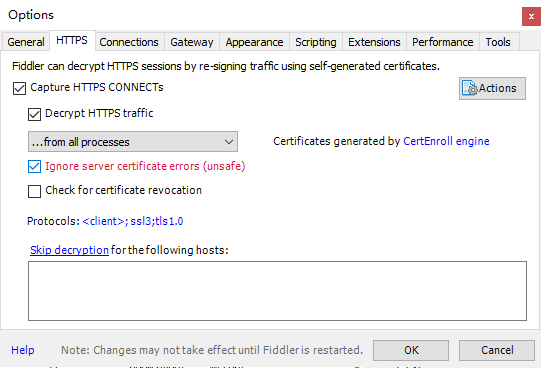 Options
x
General HTTPS Connections Gateway Appearance Scripting Extensions Performance Tools
Fiddler can decrypt HTTPS sessions by re-signing traffic using self-generated certificates.
Capture HTTPS CONNECTs
Actions
Decrypt HTTPS traffic
...from all processes
Certificates generated by CertEnroll engine
Ignore server certificate errors (unsafe)
Check for certificate revocation
Protocols: <client>;ssl3;tls1.0
Skip decryption for the following hosts:
Help Note: Changes may not take effect until Fiddler is restarted. OK Cancel